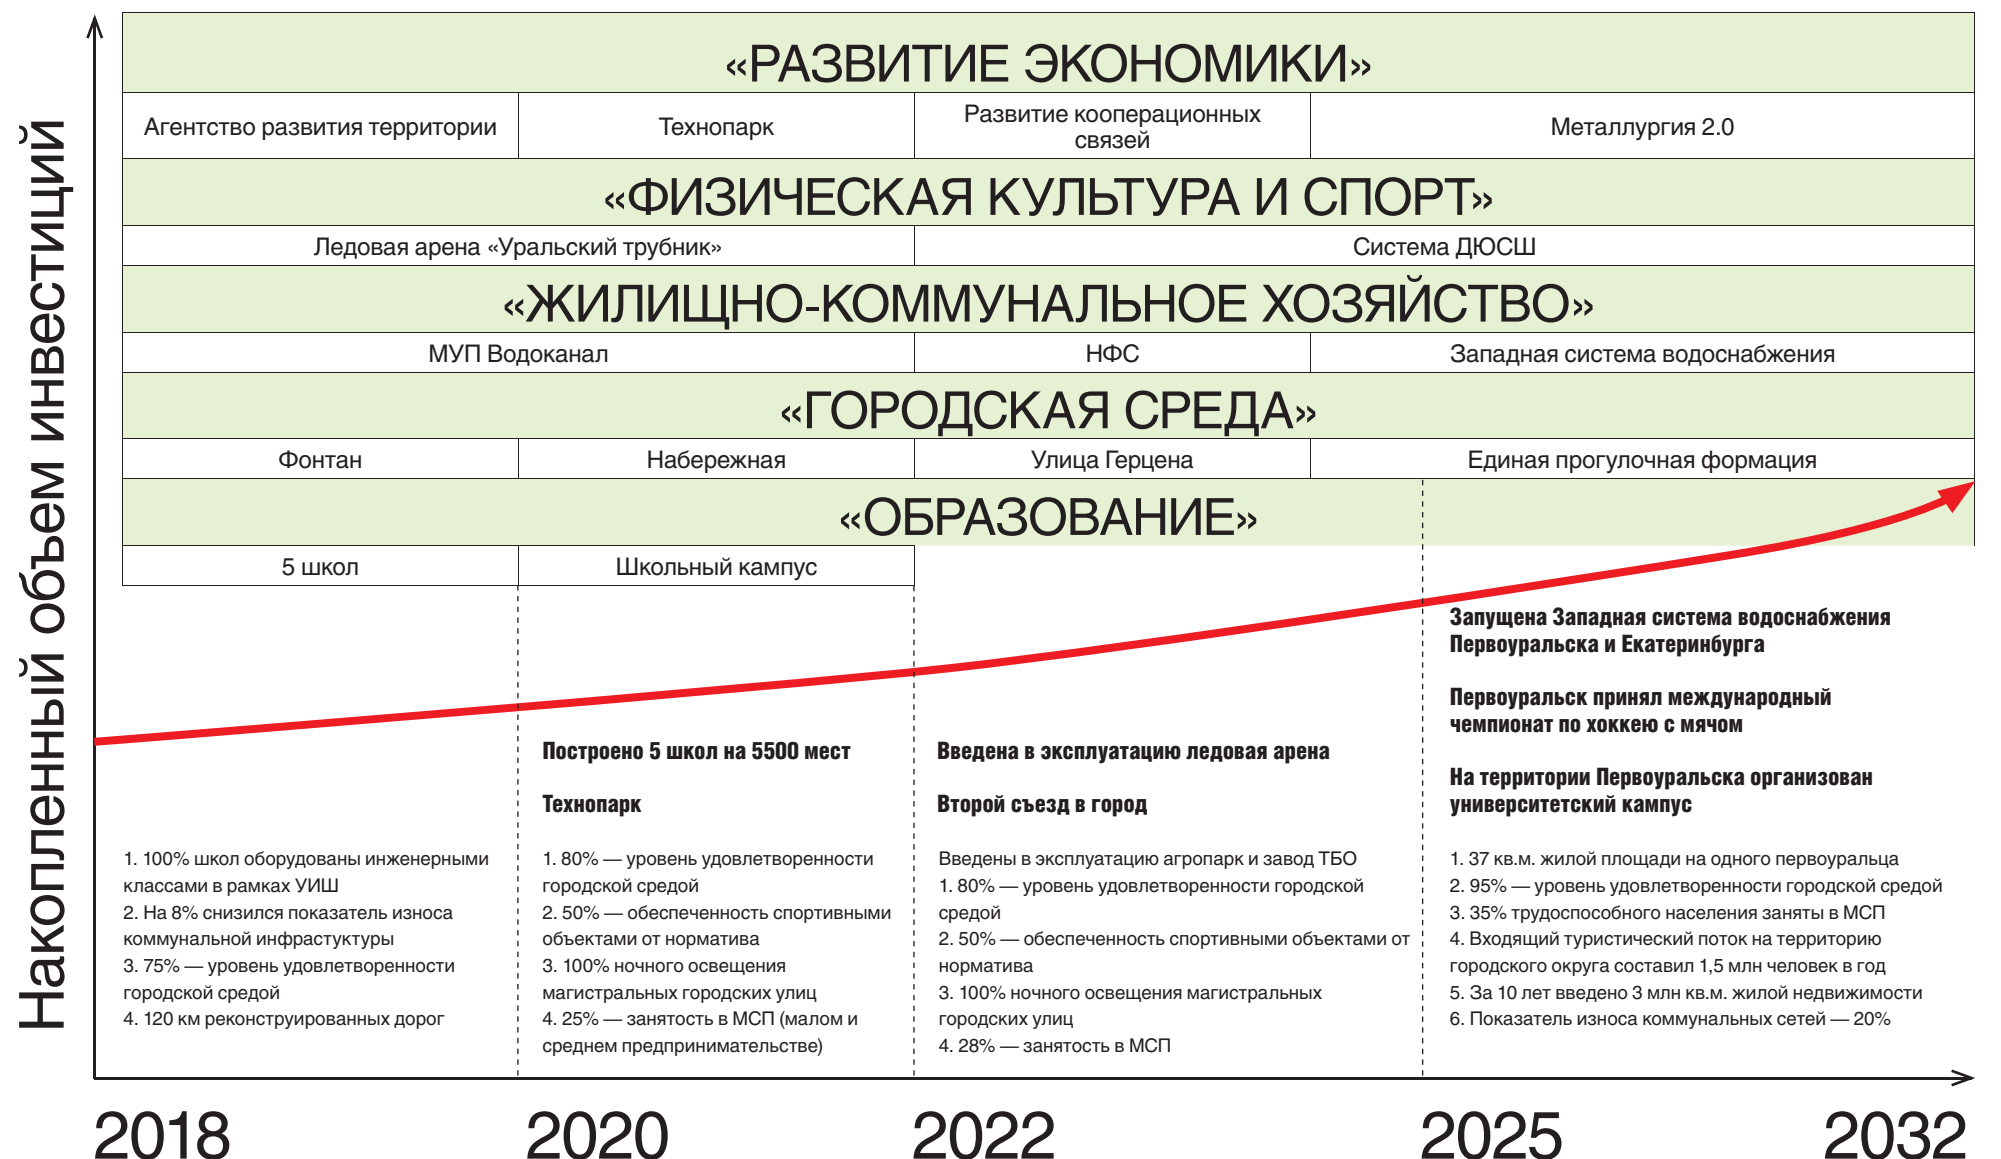 Накопленный объем инвестиций
«РАЗВИТИЕ ЭКОНОМИКИ»
Агентство развития территории
Технопарк
Развитие кооперационных
связей
Металлургия 2.0
«ФИЗИЧЕСКАЯ КУЛЬТУРА И СПОРТ»
Ледовая арена «Уральский трубник»
Система ДЮСШ
«ЖИЛИЩНО-КОММУНАЛЬНОЕ ХОЗЯЙСТВО»
МУП Водоканал
НФС
Западная система водоснабжения
«ГОРОДСКАЯ СРЕДА»
Фонтан
Набережная
Улица Герцена
Единая прогулочная формация
«ОБРАЗОВАНИЕ»
5 школ
Школьный кампус
1. 100% школ оборудованы инженерными
классами в рамках УИШ
2. На 8% снизился показатель износа
коммунальной инфрастуктуры
3. 75% — уровень удовлетворенности
городской средой
4. 120 км реконструированных дорог
Построено 5 школ на 5500 мест
Технопарк
1. 80% — уровень удовлетворенности
городской средой
2. 50% — обеспеченность спортивными
объектами от норматива
3. 100% ночного освещения
магистральных городских улиц
4. 25% — занятость в МСП (малом и
среднем предпринимательстве)
Введена в эксплуатацию ледовая арена
Второй съезд в город
Введены в эксплуатацию агропарк и завод ТБО
1. 80% — уровень удовлетворенности городской
средой
2. 50% — обеспеченность спортивными объектами от
норматива
3. 100% ночного освещения магистральных
городских улиц
4. 28% — занятость в МСП
Запущена Западная система водоснабжения
Первоуральска и Екатеринбурга
Первоуральск принял международный
чемпионат по хоккею с мячом
На территории Первоуральска организован
университетский кампус
1. 37 кв.м. жилой площади на одного первоуральца
2. 95% — уровень удовлетворенности городской средой
3. 35% трудоспособного населения заняты в МСП
4. Входящий туристический поток на территорию
городского округа составил 1,5 млн человек в год
5. За 10 лет введено 3 млн кв.м. жилой недвижимости
6. Показатель износа коммунальных сетей — 20%
2018
2020
2022
2025
2032